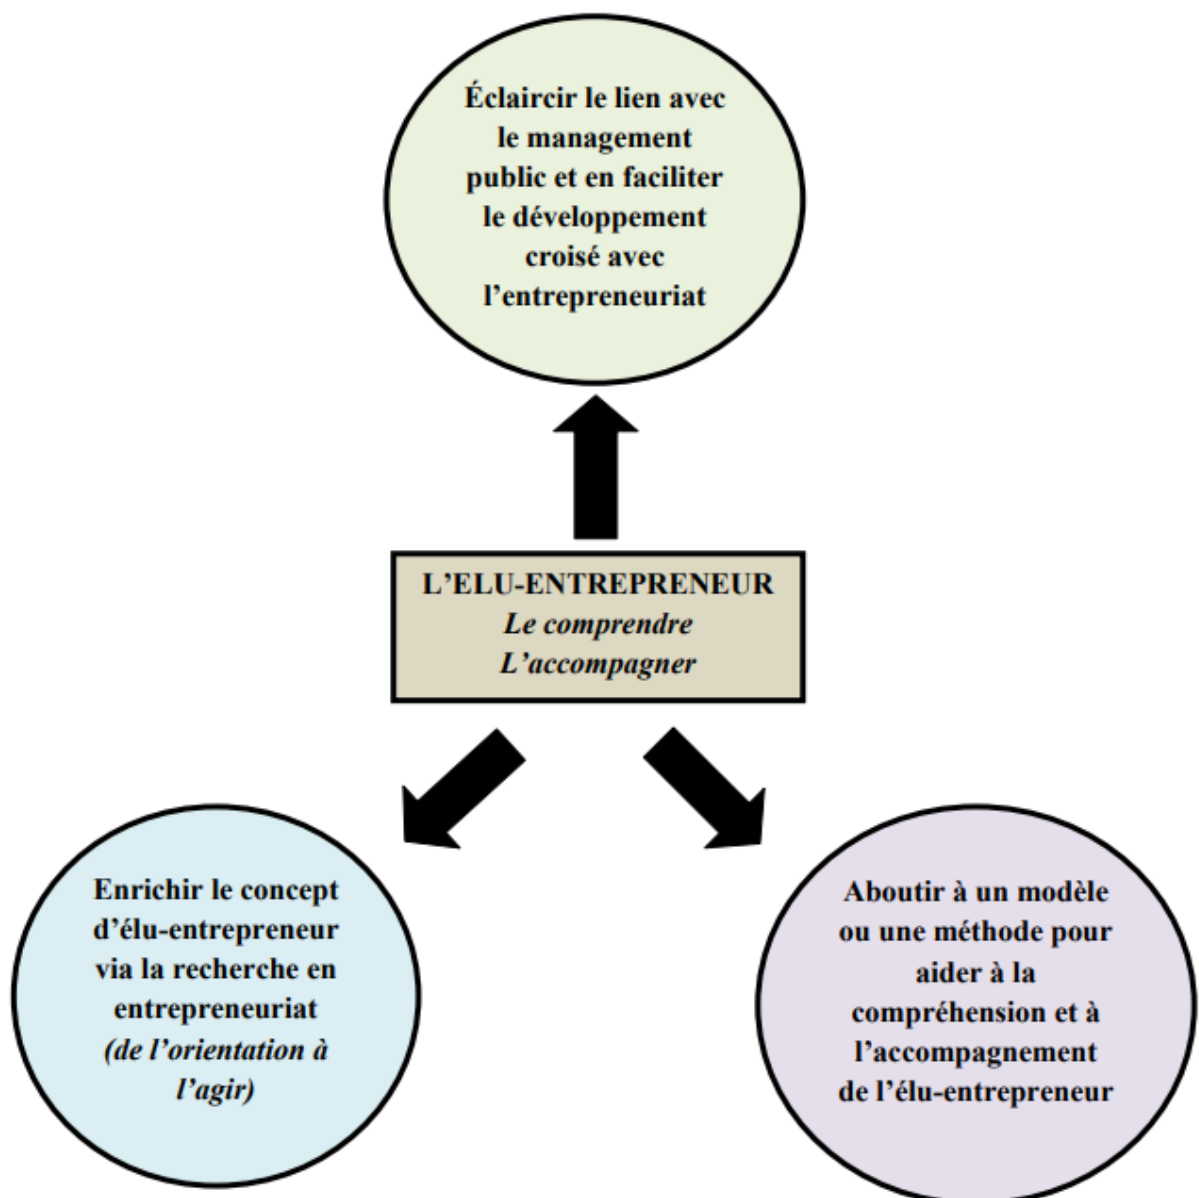 Éclaircir le lien avec
le management
public et en faciliter
le développement
croisé avec
l’entrepreneuriat
L’ELU-ENTREPRENEUR
Le comprendre
L’accompagner
Enrichir le concept
d’élu-entrepreneur
via la recherche en
entrepreneuriat
(de l’orientation à
l’agir)
Aboutir à un modèle
ou une méthode pour
aider à la
compréhension et à
l’accompagnement
de l’élu-entrepreneur